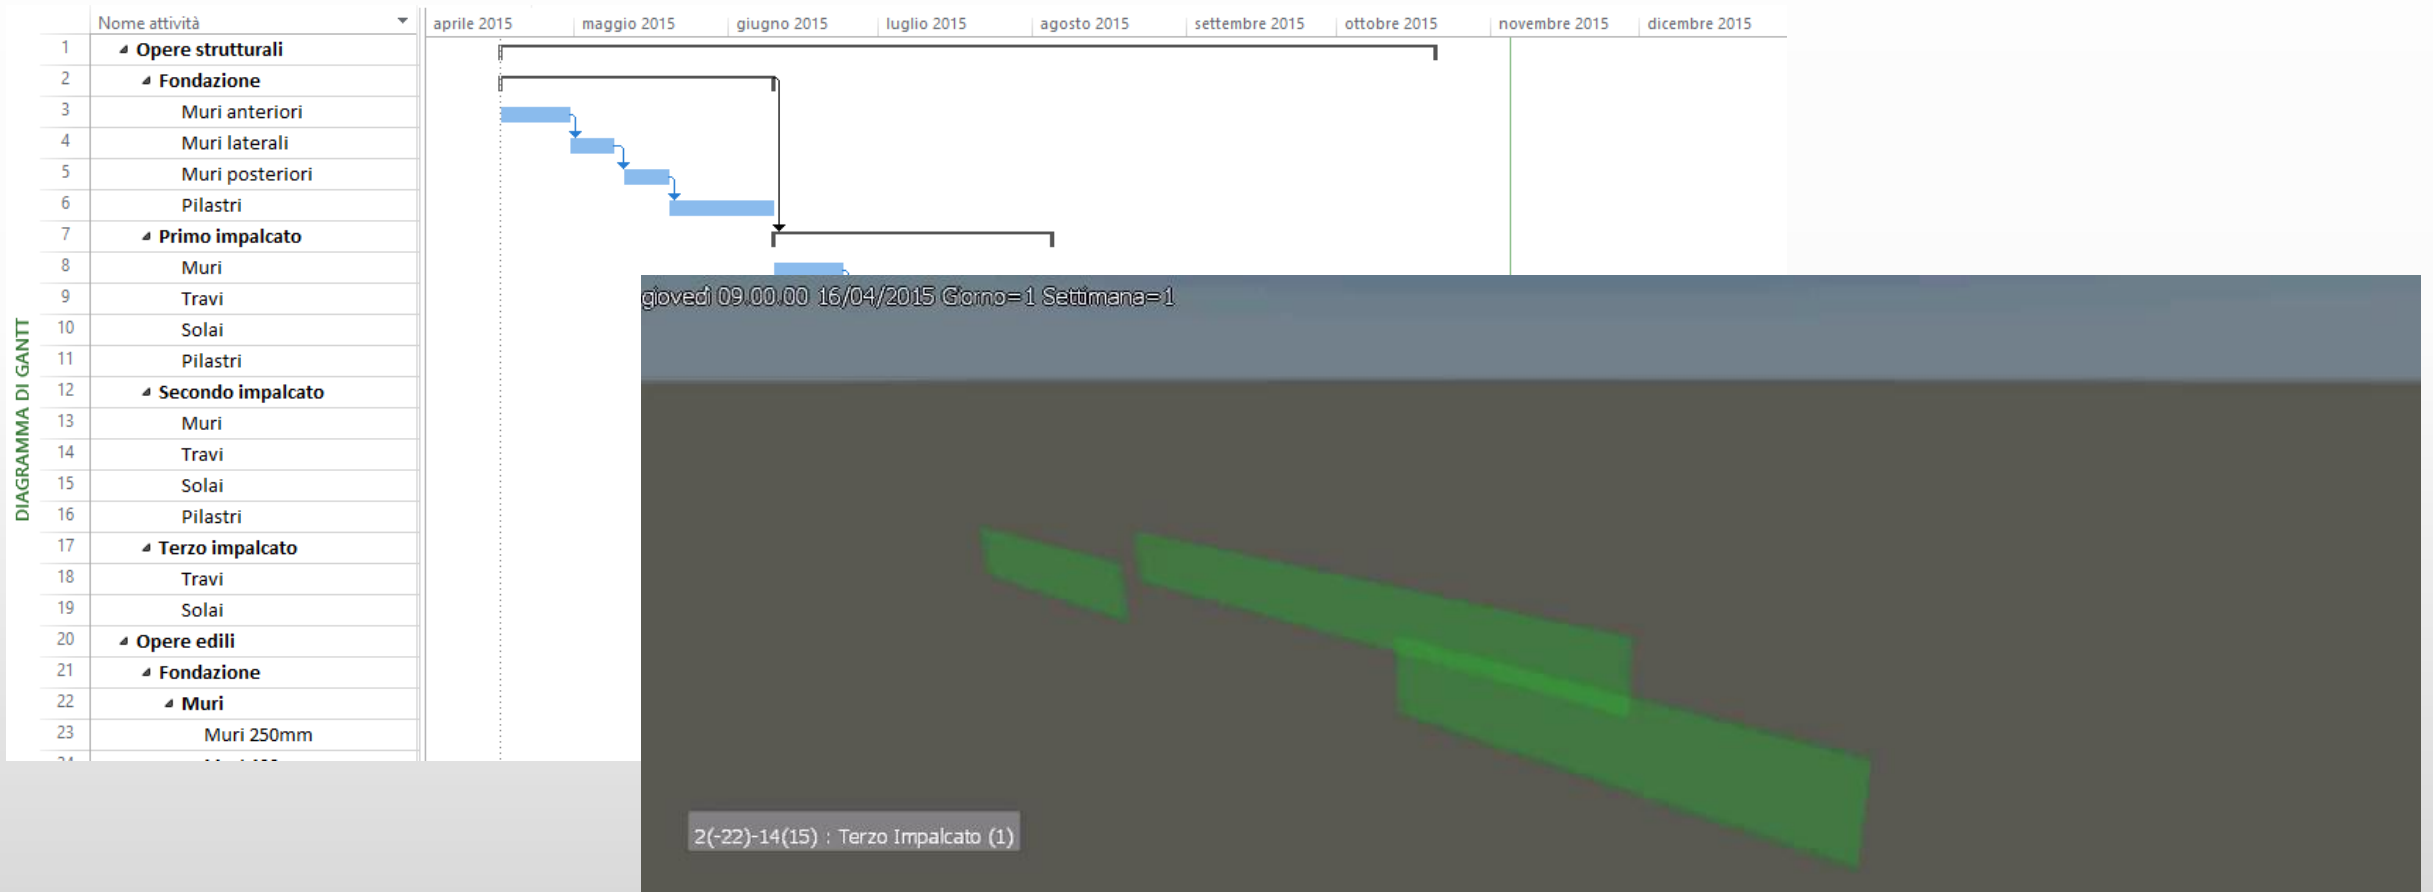 Nome attività
aprile 2015 maggio 2015 giugno 2015 luglio 2015 agosto 2015 settembre 2015 ottobre 2015 novembre 2015 dicembre 2015
DIAGRAMMA DI GANTT
1 Opere strutturali
2 Fondazione
3 Muri anteriori
4 Muri laterali
5 Muri posteriori
6 Pilastri
7 Primo impalcato
8 Muri
9 Travi
10 Solai
11 Pilastri
12 Secondo impalcato
13 Muri
14 Travi
15 Solai
16 Pilastri
17 Terzo impalcato
18 Travi
19 Solai
20 Opere edili
21 Fondazione
22 Muri
23 Muri 250mm
giovedì 09.00.00 16/04/2015 Giorno=1 Settimana=1
2(-22)-14(15) : Terzo Impalcato (1)